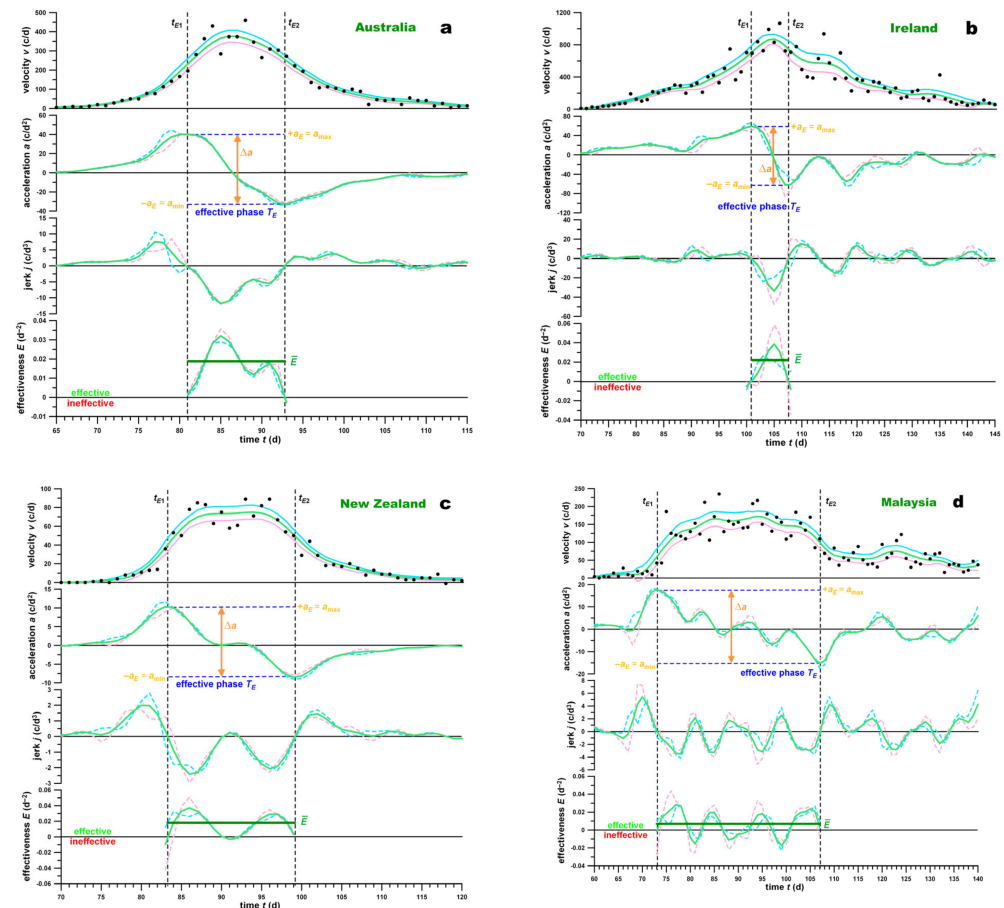 Australia
a
t_E1
t_E2
velocity v (c/d)
500
400
300
200
100
0
acceleration a (c/d²)
80
60
40
20
0
-20
-40
+a_E = a_max
Δa
−a_E = a_min
effective phase T_E
jerk j (c/d³)
15
10
5
0
-5
-10
-15
effectiveness E (d⁻²)
0.04
0.03
0.02
0.01
0
-0.01
E̅
effective
ineffective
65 70 75 80 85 90 95 100 105 110 115
time t (d)
Ireland
b
t_E1
t_E2
velocity v (c/d)
1200
800
400
0
acceleration a (c/d²)
80
40
0
-40
-80
-120
+a_E = a_max
Δa
−a_E = a_min
effective phase T_E
jerk j (c/d³)
40
20
0
-20
-40
-60
effectiveness E (d⁻²)
0.06
0.04
0.02
0
-0.02
-0.04
E̅
effective
ineffective
70 75 80 85 90 95 100 105 110 115 120 125 130 135 140 145
time t (d)
New Zealand
c
t_E1
t_E2
velocity v (c/d)
100
80
60
40
20
0
acceleration a (c/d²)
15
10
5
0
-5
-10
+a_E = a_max
Δa
−a_E = a_min
effective phase T_E
jerk j (c/d³)
3
2
1
0
-1
-2
3
effectiveness E (d⁻²)
0.06
0.04
0.02
0
-0.02
-0.04
-0.06
E̅
effective
ineffective
70 75 80 85 90 95 100 105 110 115 120
time t (d)
Malaysia
d
t_E1
t_E2
velocity v (c/d)
250
200
150
100
50
0
acceleration a (c/d²)
20
10
0
-10
-20
+a_E = a_max
Δa
−a_E = a_min
effective phase T_E
jerk j (c/d³)
8
6
4
2
0
-2
-4
-6
effectiveness E (d⁻²)
0.06
0.04
0.02
0
-0.02
-0.04
E̅
effective
ineffective
60 65 70 75 80 85 90 95 100 105 110 115 120 125 130 135 140
time t (d)